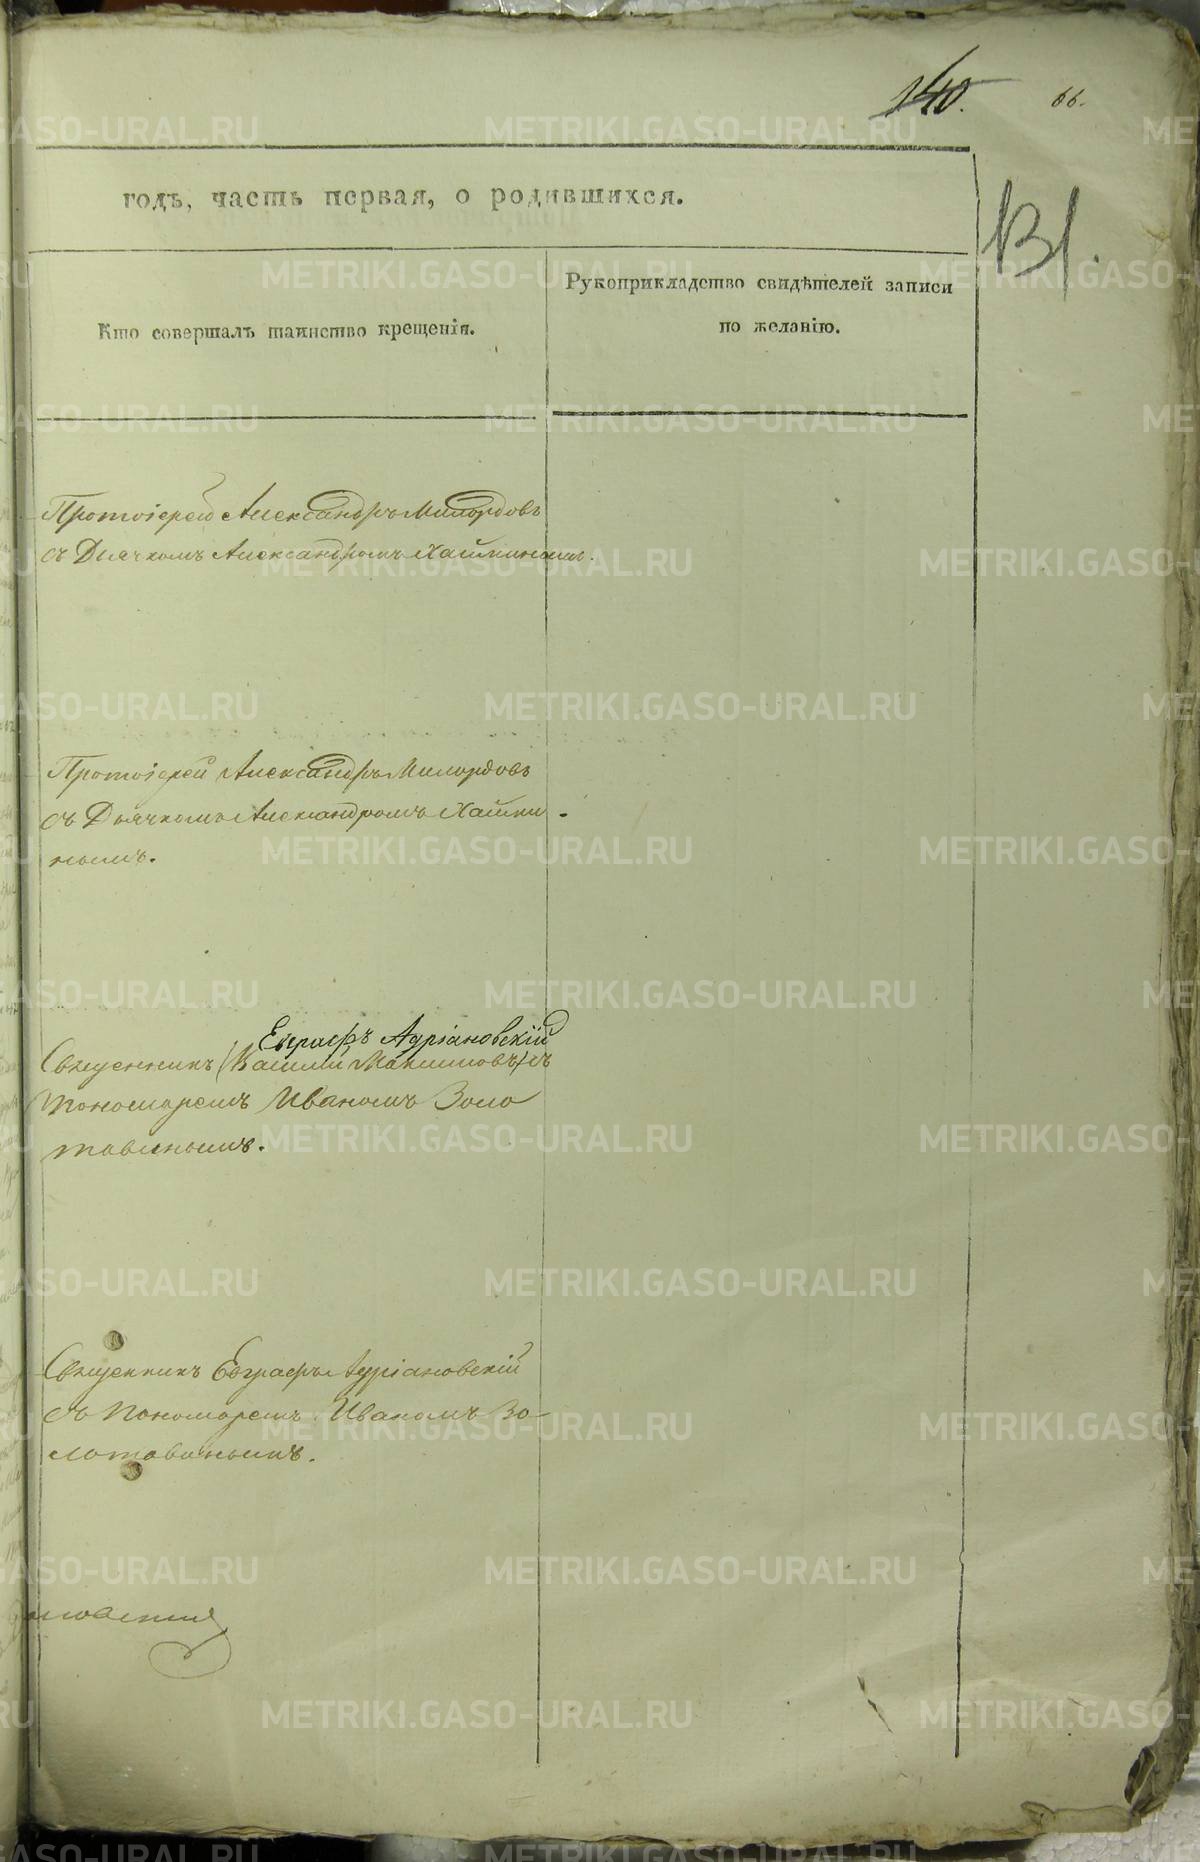 140. 66.
годъ, часть первая, о родившихся.
131.
Кто совершалъ таинство крещенія.
Рукоприкладство свидѣтелей записи
по желанію.
Протоіерей Александръ Милордовъ
съ Дьячкомъ Александромъ Хайкинымъ.
Протоіерей Александръ Милордовъ
съ Дьячкомъ Александромъ Хайки
нымъ.
Евграфъ Адріановскій
Священникъ (Василій Макшиовъ) съ
Пономаремъ Иваномъ Золо
тавинымъ.
Священникъ Евграфъ Адріановскій
съ Пономаремъ Иваномъ Зо-
лотавинымъ.
METRIKI.GASO-URAL.RU